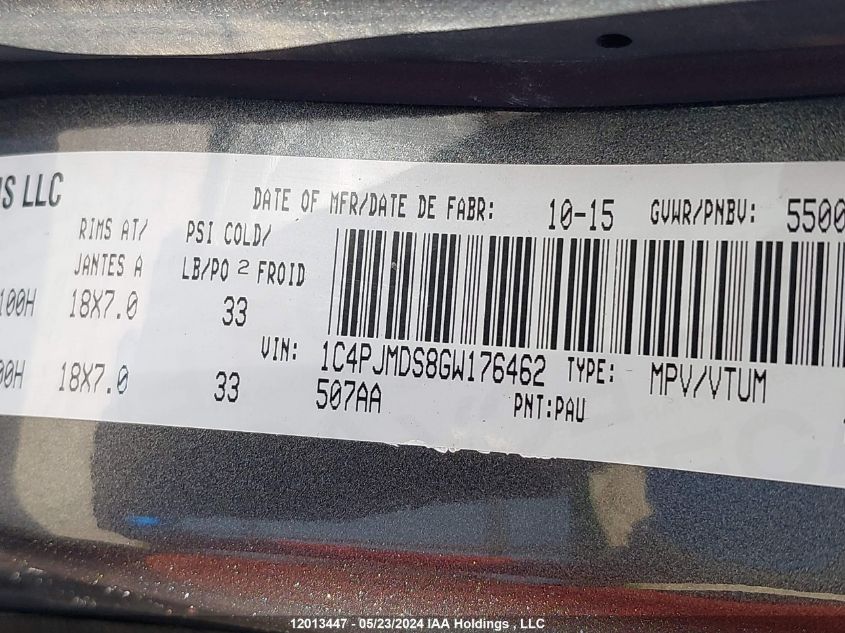 LLC
DATE OF MFR/DATE DE FABR: 10-15 GVWR/PNBV: 5500
RIMS AT/ PSI COLD/
JANTES A LB/PO 2 FROID
100H 18X7.0 33
VIN: 1C4PJMDS8GW176462 TYPE: MPV/VTUM
00H 18X7.0 33 507AA PNT:PAU
12013447 - 05/23/2024 IAA Holdings , LLC